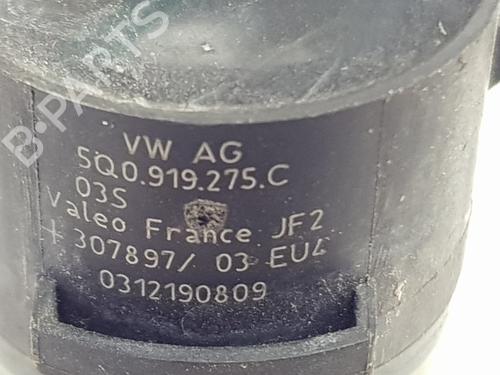 B-PARTS
VW AG
5Q0.919.275.C
03S
Valeo France JF2
+ 307897/ 03 EU4
0312190809